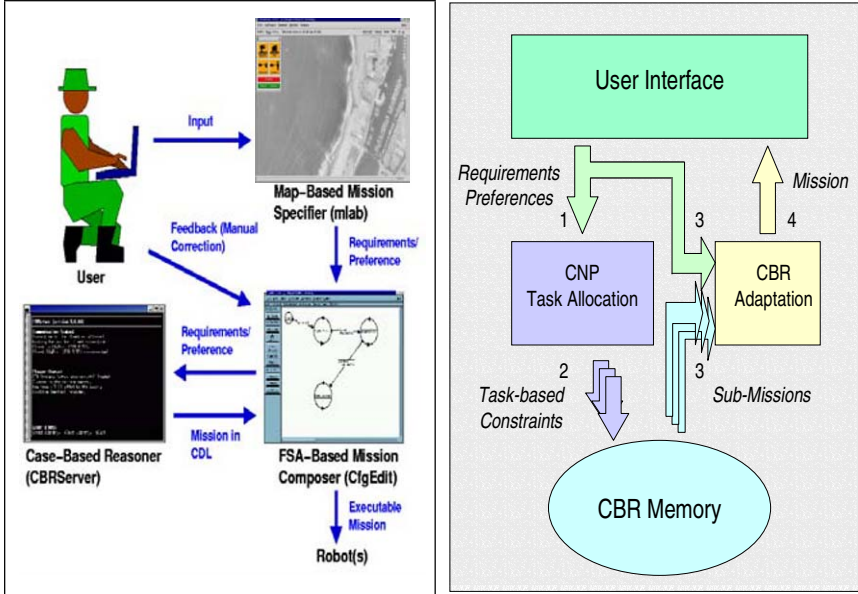 Input
Map-Based Mission
Specifier (mlab)
Feedback (Manual
Correction)
Requirements/
Preference
User
Requirements/
Preference
Mission in
CDL
Case-Based Reasoner
(CBRServer)
FSA-Based Mission
Composer (CfgEdit)
Executable
Mission
Robot(s)
User Interface
Requirements
Preferences
Mission
1
3
4
CNP
Task Allocation
CBR
Adaptation
2
3
Task-based
Constraints
Sub-Missions
CBR Memory